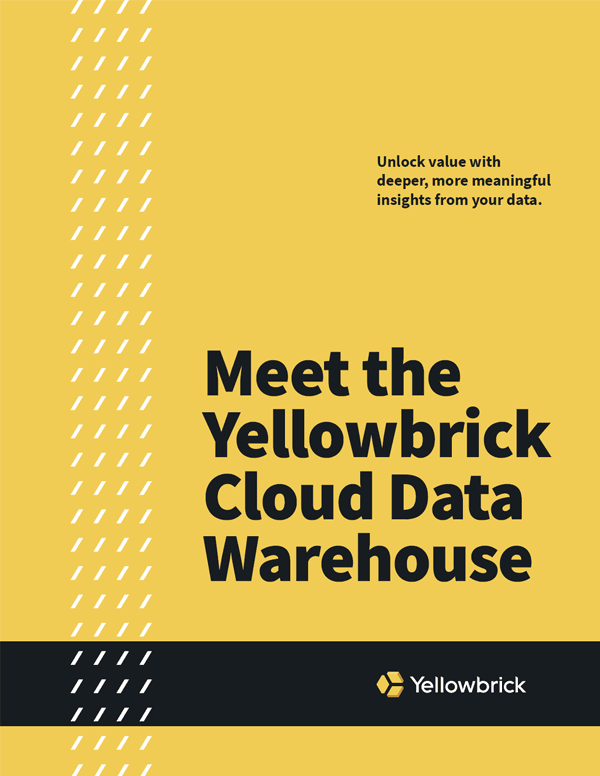 Unlock value with
deeper, more meaningful
insights from your data.
Meet the
Yellowbrick
Cloud Data
Warehouse
Yellowbrick